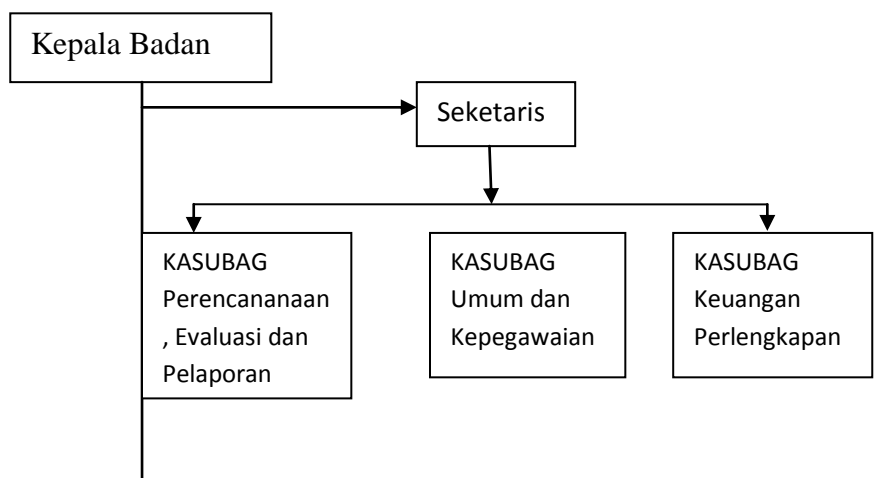 Kepala Badan
Seketaris
KASUBAG
Perencananaan
, Evaluasi dan
Pelaporan
KASUBAG
Umum dan
Kepegawaian
KASUBAG
Keuangan
Perlengkapan